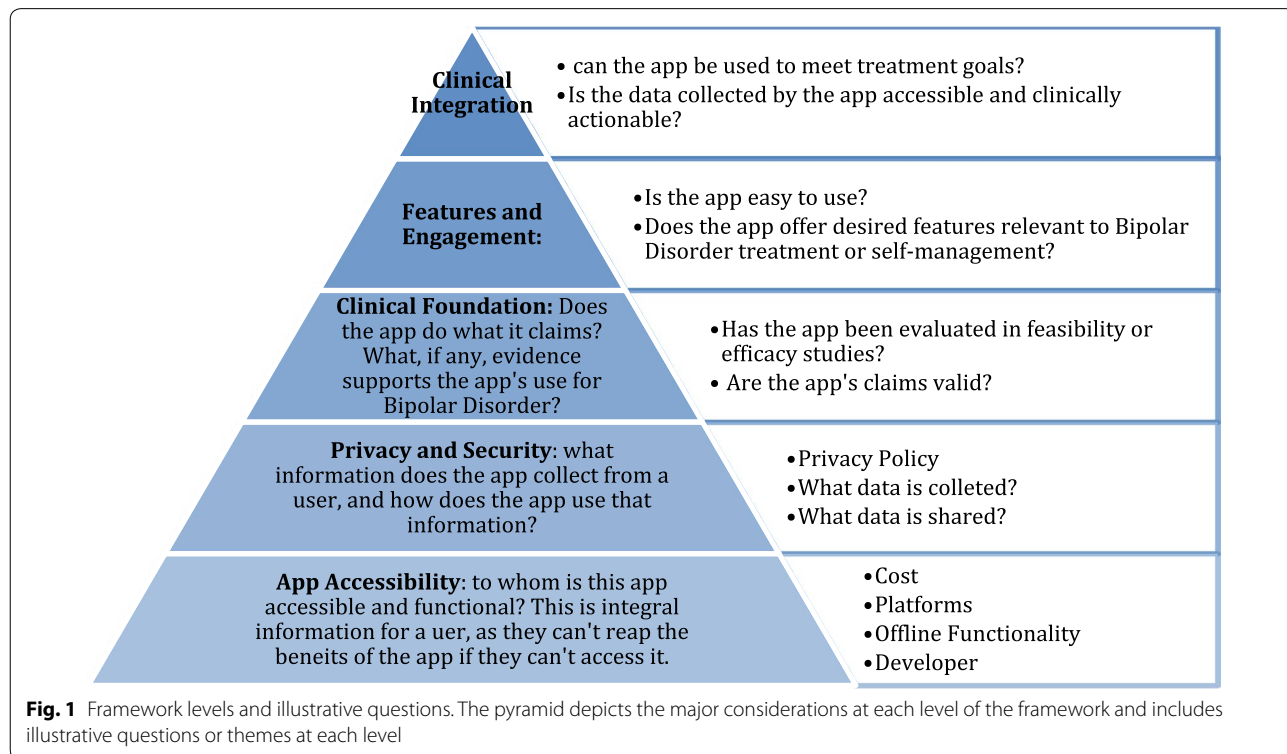 Clinical
Integration
• can the app be used to meet treatment goals?
•Is the data collected by the app accessible and clinically
actionable?
Features and
Engagement:
•Is the app easy to use?
•Does the app offer desired features relevant to Bipolar
Disorder treatment or self-management?
Clinical Foundation: Does
the app do what it claims?
What, if any, evidence
supports the app's use for
Bipolar Disorder?
•Has the app been evaluated in feasibility or
efficacy studies?
• Are the app's claims valid?
Privacy and Security: what
information does the app collect from a
user, and how does the app use that
information?
•Privacy Policy
•What data is colleted?
•What data is shared?
App Accessibility: to whom is this app
accessible and functional? This is integral
information for a uer, as they can't reap the
beneits of the app if they can't access it.
•Cost
•Platforms
•Offline Functionality
•Developer
Fig. 1 Framework levels and illustrative questions. The pyramid depicts the major considerations at each level of the framework and includes
illustrative questions or themes at each level